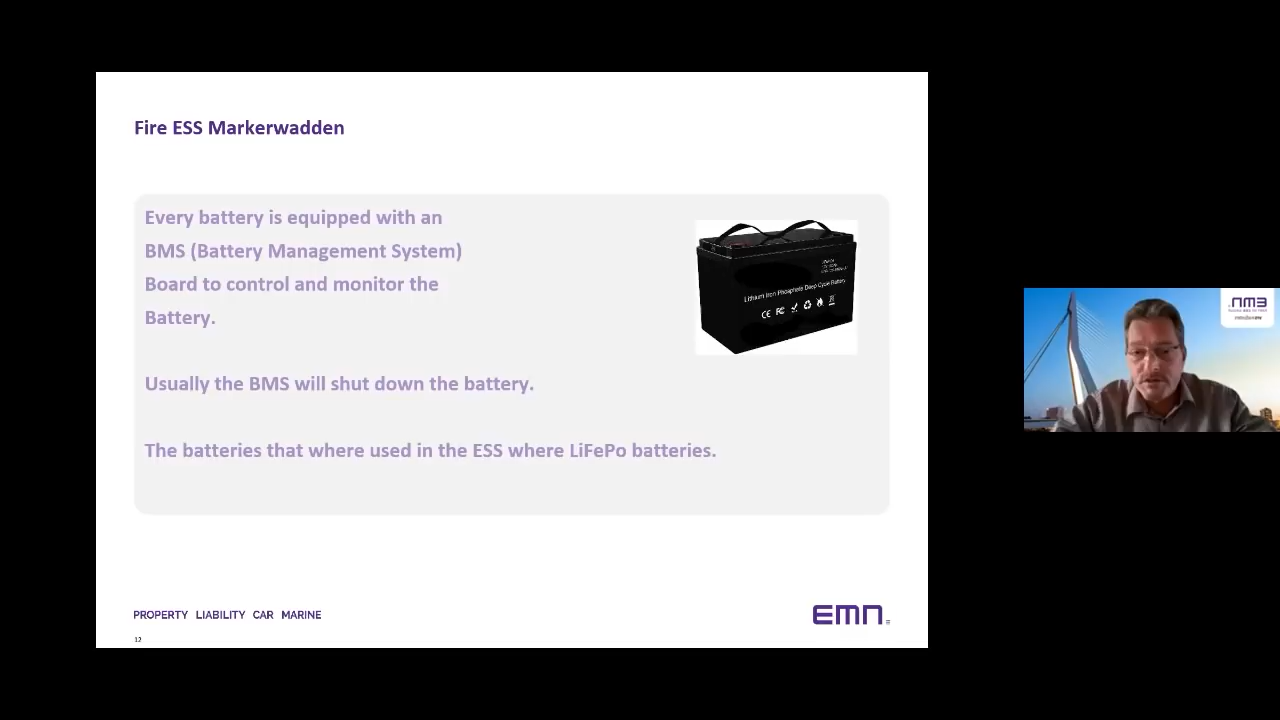 Fire ESS Markerwadden
Every battery is equipped with an
BMS (Battery Management System)
Board to control and monitor the
Battery.
Usually the BMS will shut down the battery.
The batteries that where used in the ESS where LiFePo batteries.
Lithium Iron Phosphate Deep Cycle Battery
PROPERTY LIABILITY CAR MARINE
EMN
12